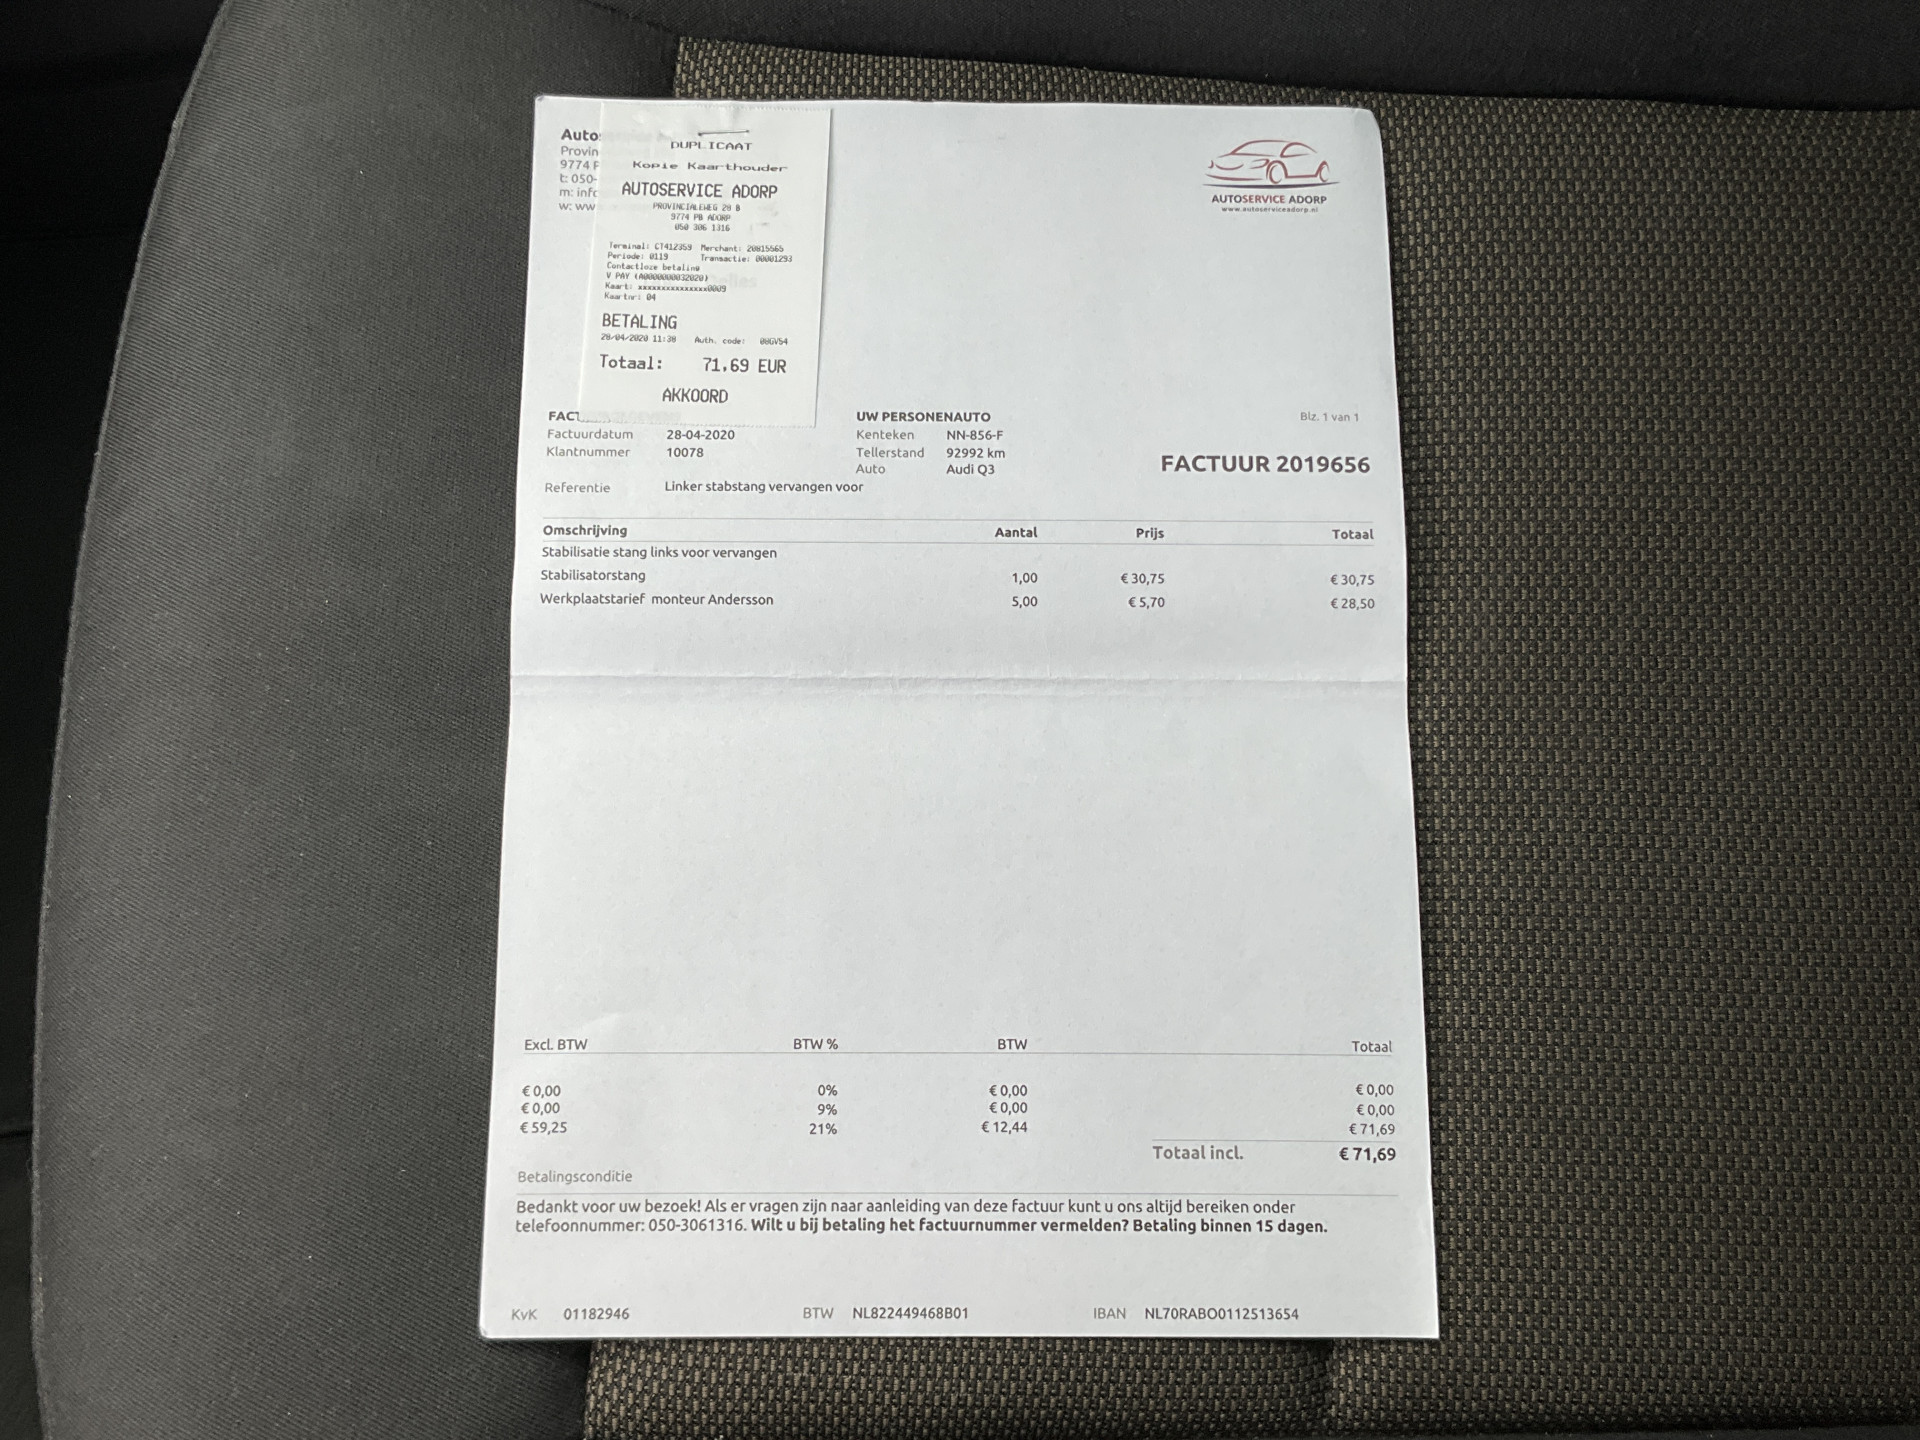 Auto
Provin
9774 P
t: 050-
m: info
w: ww
DUPLICAAT
Kopie Kaarthouder
AUTOSERVICE ADORP
PROVINCIALEWEG 28 B
9774 PB ADORP
050 306 1316
Terminal: CT412359 Merchant: 20815565
Periode: 0119 Transactie: 00001293
Contactloze betaling
V PAY (A0000000032020)
Kaart: xxxxxxxxxxxxxxx0009
Kaartnr: 04
BETALING
28/04/2020 11:38 Auth. code: 00GV54
Totaal: 71,69 EUR
AKKOORD
AUTOSERVICE ADORP
www.autoserviceadorp.nl
FACT
Factuurdatum 28-04-2020
Klantnummer 10078
Referentie Linker stabstang vervangen voor
UW PERSONENAUTO
Kenteken NN-856-F
Tellerstand 92992 km
Auto Audi Q3
Blz. 1 van 1
FACTUUR 2019656
Omschrijving Aantal Prijs Totaal
Stabilisatie stang links voor vervangen
Stabilisatorstang 1,00 € 30,75 € 30,75
Werkplaatstarief monteur Andersson 5,00 € 5,70 € 28,50
Excl. BTW BTW % BTW Totaal
€ 0,00 0% € 0,00 € 0,00
€ 0,00 9% € 0,00 € 0,00
€ 59,25 21% € 12,44 € 71,69
Totaal incl. € 71,69
Betalingsconditie
Bedankt voor uw bezoek! Als er vragen zijn naar aanleiding van deze factuur kunt u ons altijd bereiken onder
telefoonnummer: 050-3061316. Wilt u bij betaling het factuurnummer vermelden? Betaling binnen 15 dagen.
KvK 01182946 BTW NL822449468B01 IBAN NL70RABO0112513654